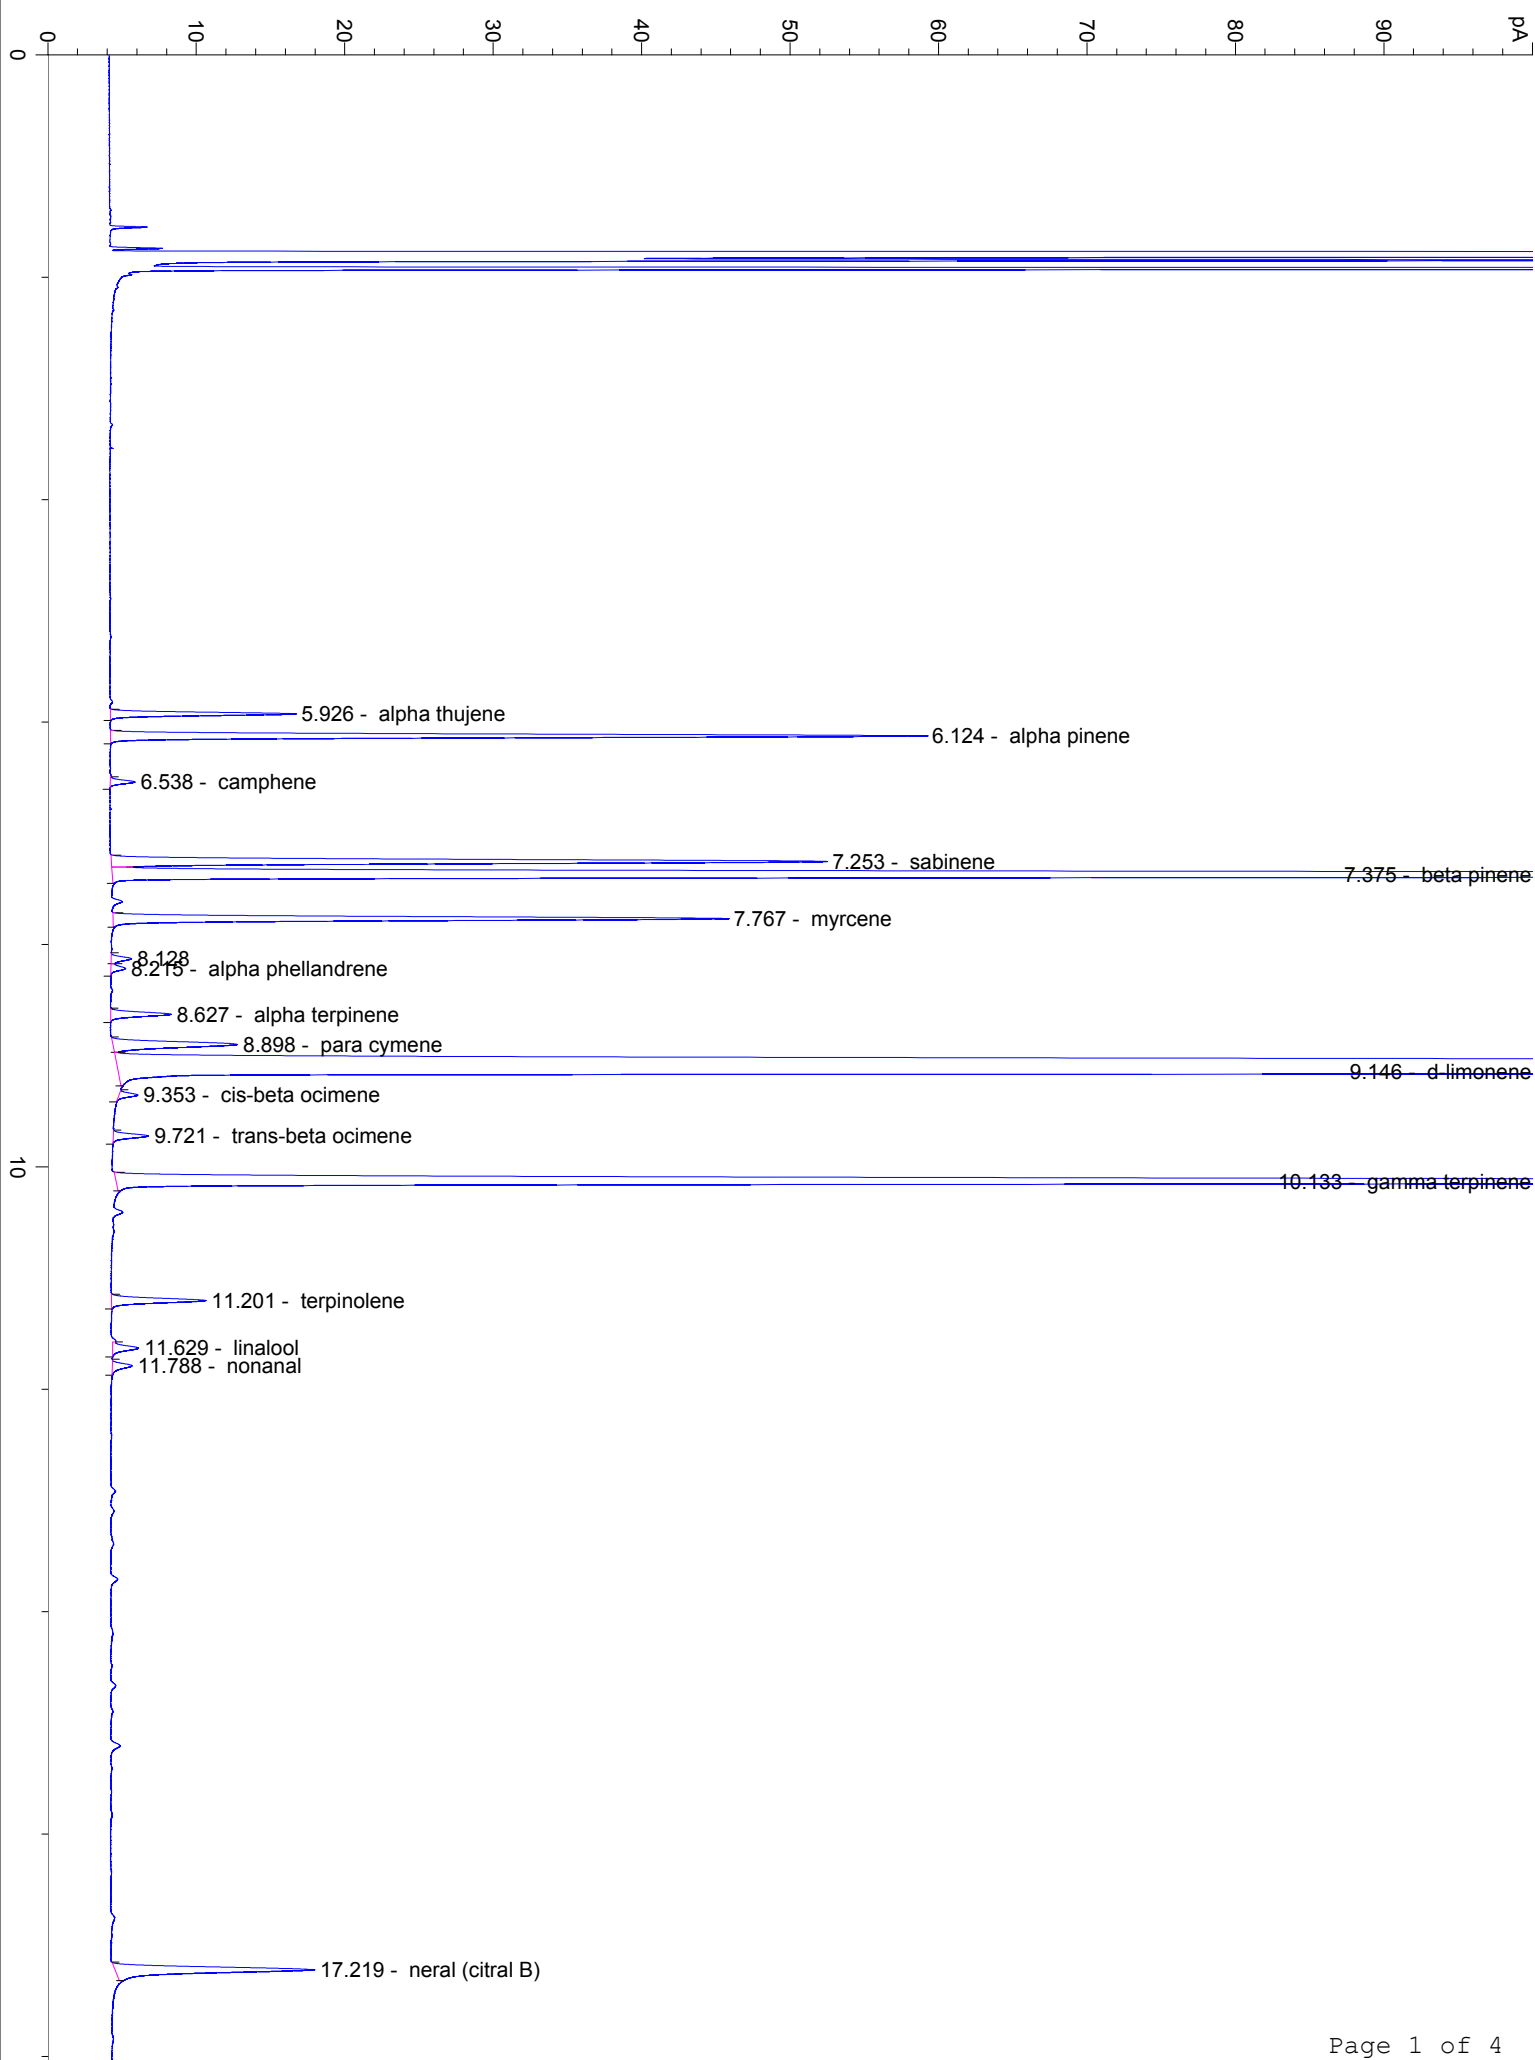 0
10
20
30
40
50
60
70
80
90
pA
0
5.926 - alpha thujene
6.124 - alpha pinene
6.538 - camphene
7.253 - sabinene
7.375 - beta pinene
7.767 - myrcene
8.128
8.215 - alpha phellandrene
8.627 - alpha terpinene
8.898 - para cymene
9.146 - d-limonene
9.353 - cis-beta ocimene
9.721 - trans-beta ocimene
10
10.133 - gamma terpinene
11.201 - terpinolene
11.629 - linalool
11.788 - nonanal
17.219 - neral (citral B)
Page 1 of 4